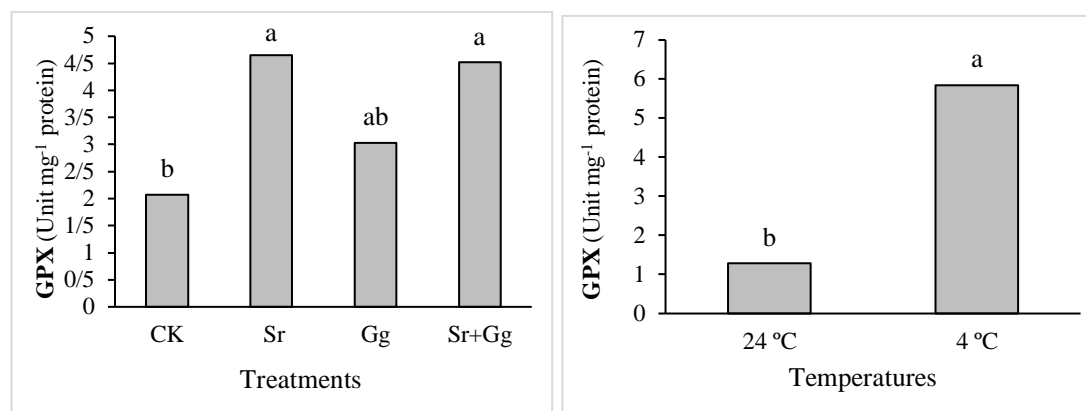 GPX (Unit mg-1 protein)
5
4/5
4
3/5
3
2/5
2
1/5
1
0/5
0
a
a
ab
b
CK Sr Gg Sr+Gg
Treatments
GPX (Unit mg-1 protein)
7
6
5
4
3
2
1
0
a
b
24 ºC 4 ºC
Temperatures